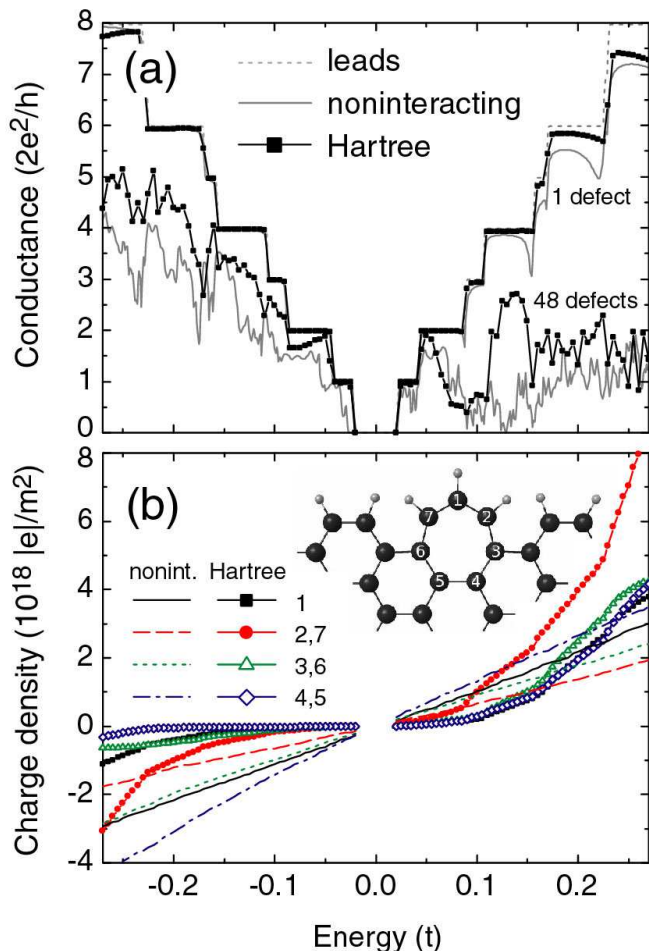 8
7
6
5
4
3
2
1
0
Conductance (2e²/h)
(a)
leads
noninteracting
Hartree
1 defect
48 defects
(b)
nonint. Hartree
1
2,7
3,6
4,5
1
7 2
6 3
5 4
8
6
4
2
0
-2
-4
Charge density (10¹⁸ |e|/m²)
-0.2 -0.1 0.0 0.1 0.2
Energy (t)